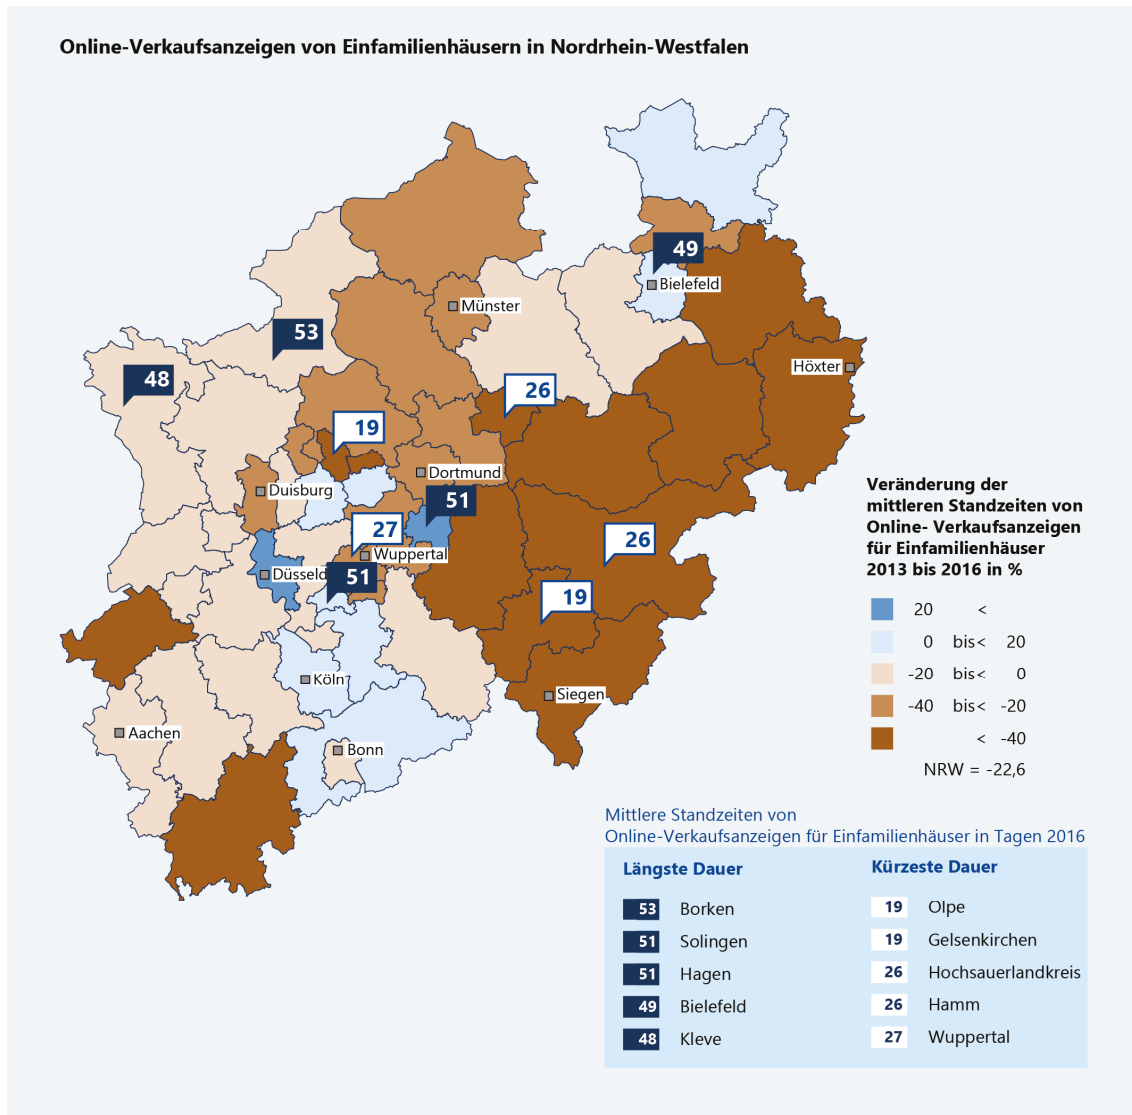 Online-Verkaufsanzeigen von Einfamilienhäusern in Nordrhein-Westfalen
49
Bielefeld
Münster
53
Höxter
48
26
19
Dortmund
Duisburg
51
27
26
Wuppertal
Düsseld
51
19
Köln
Siegen
Aachen
Bonn
Veränderung der
mittleren Standzeiten von
Online- Verkaufsanzeigen
für Einfamilienhäuser
2013 bis 2016 in %
20 <
0 bis< 20
-20 bis< 0
-40 bis< -20
< -40
NRW = -22,6
Mittlere Standzeiten von
Online-Verkaufsanzeigen für Einfamilienhäuser in Tagen 2016
Längste Dauer
53 Borken
51 Solingen
51 Hagen
49 Bielefeld
48 Kleve
Kürzeste Dauer
19 Olpe
19 Gelsenkirchen
26 Hochsauerlandkreis
26 Hamm
27 Wuppertal